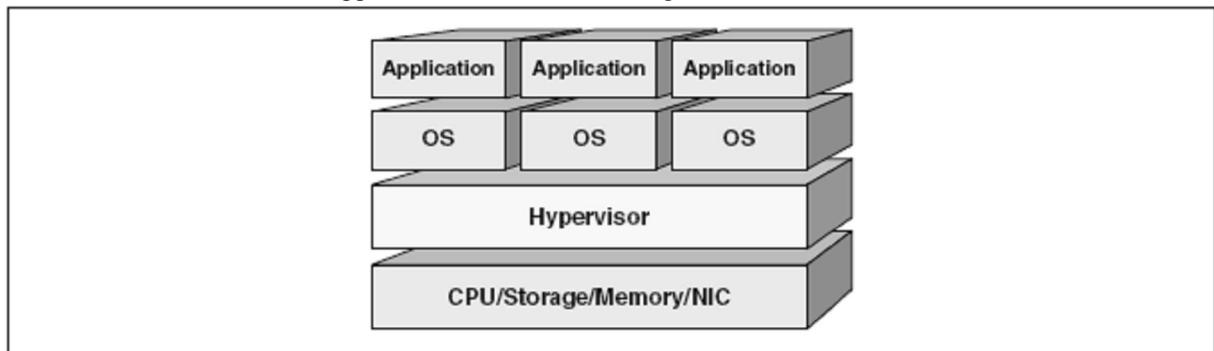 Application Application Application
OS OS OS
Hypervisor
CPU/Storage/Memory/NIC